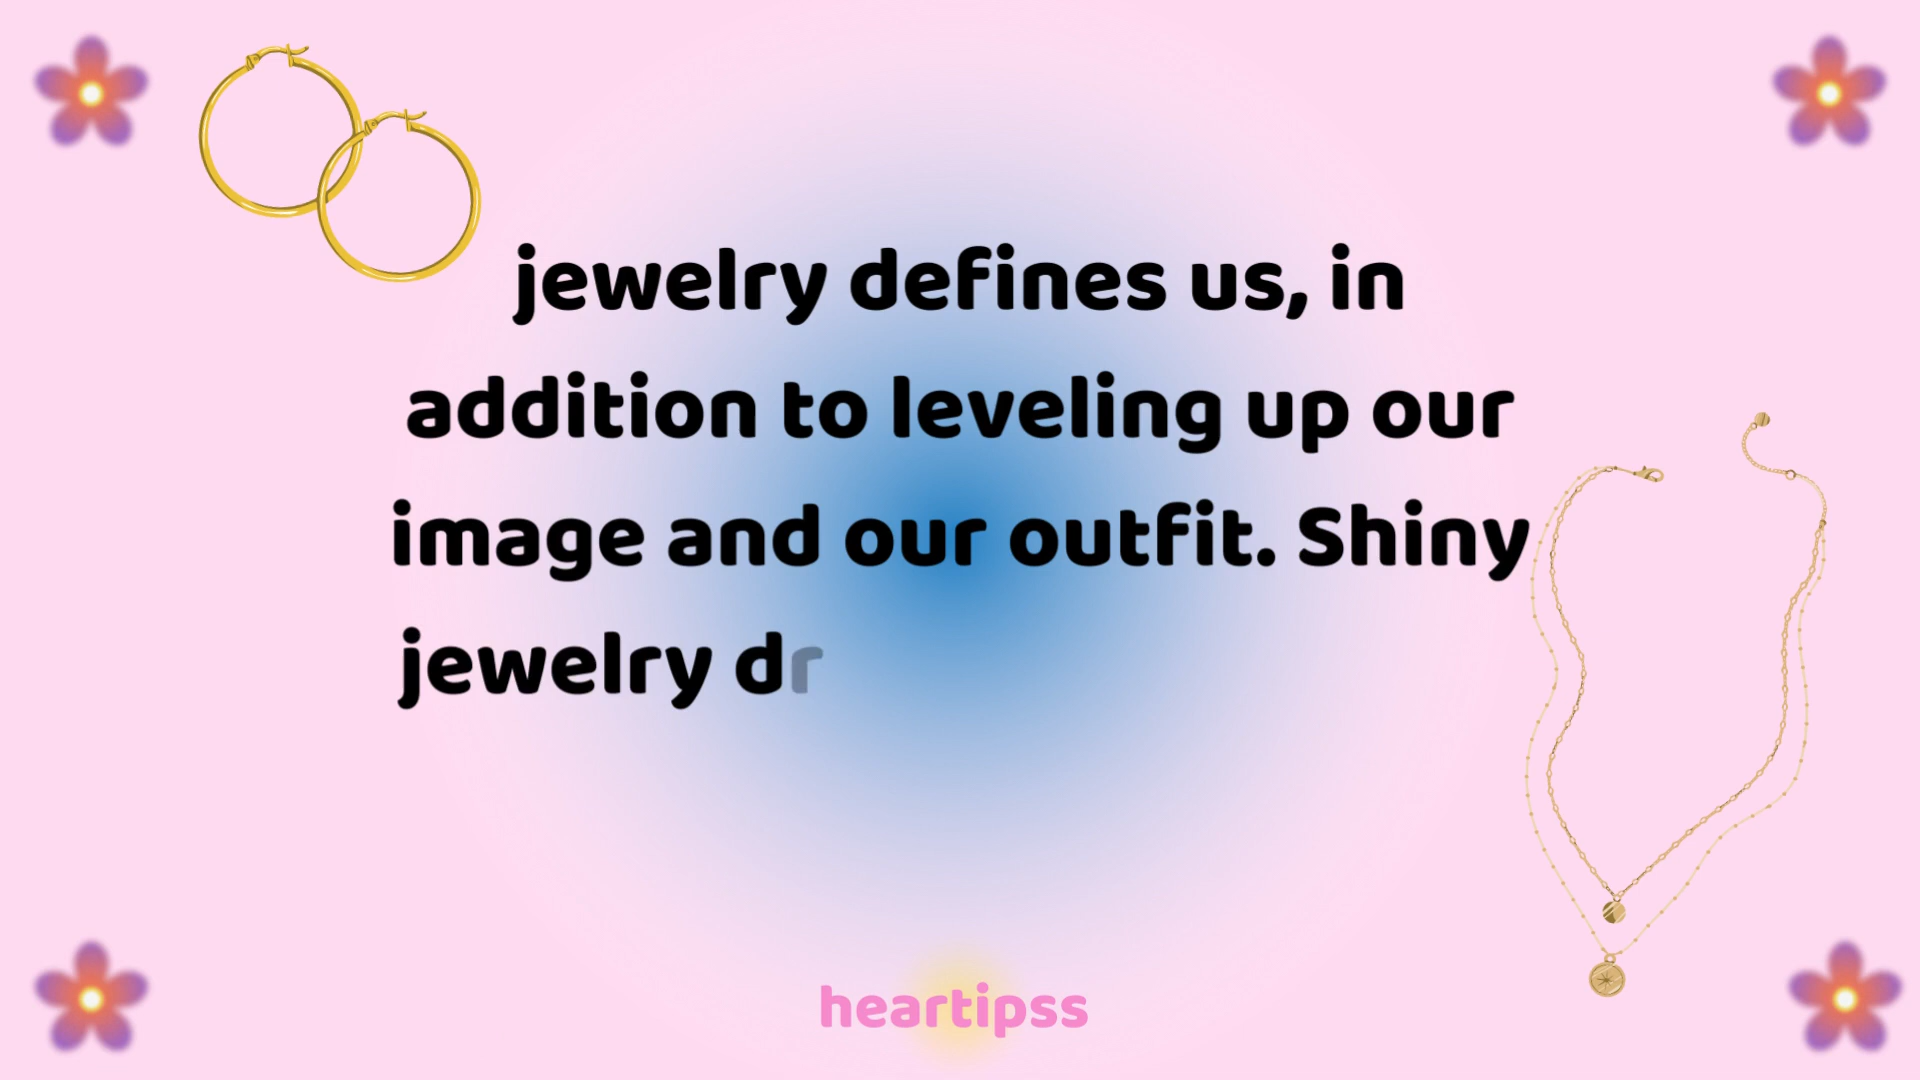 jewelry defines us, in
addition to leveling up our
image and our outfit. Shiny
jewelry dr
heartipss